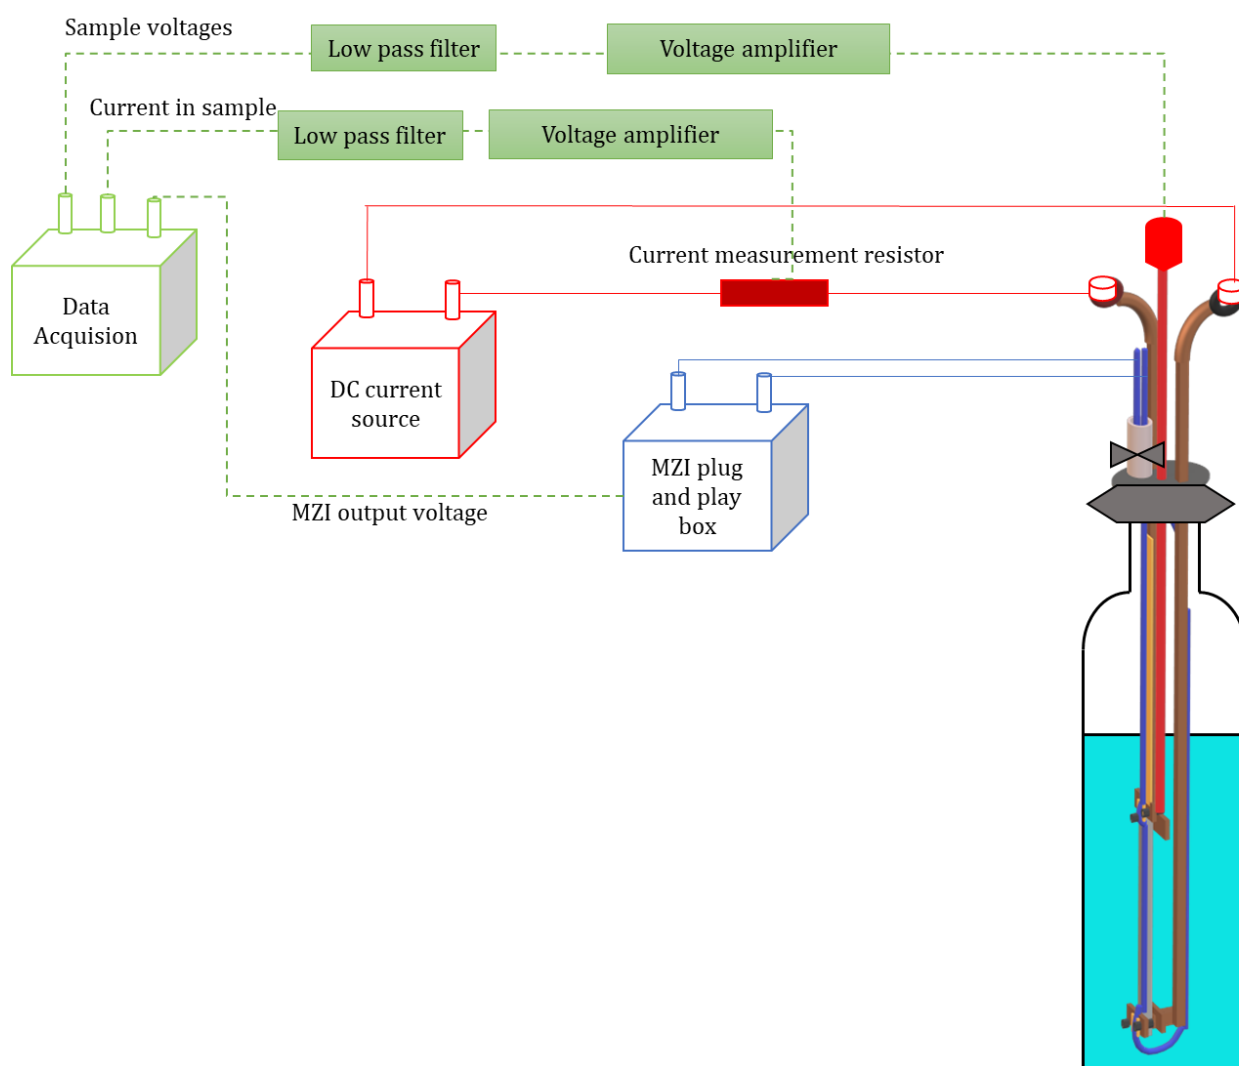 Sample voltages
Low pass filter
Voltage amplifier
Current in sample
Low pass filter
Voltage amplifier
Current measurement resistor
Data
Acquision
DC current
source
MZI plug
and play
box
MZI output voltage